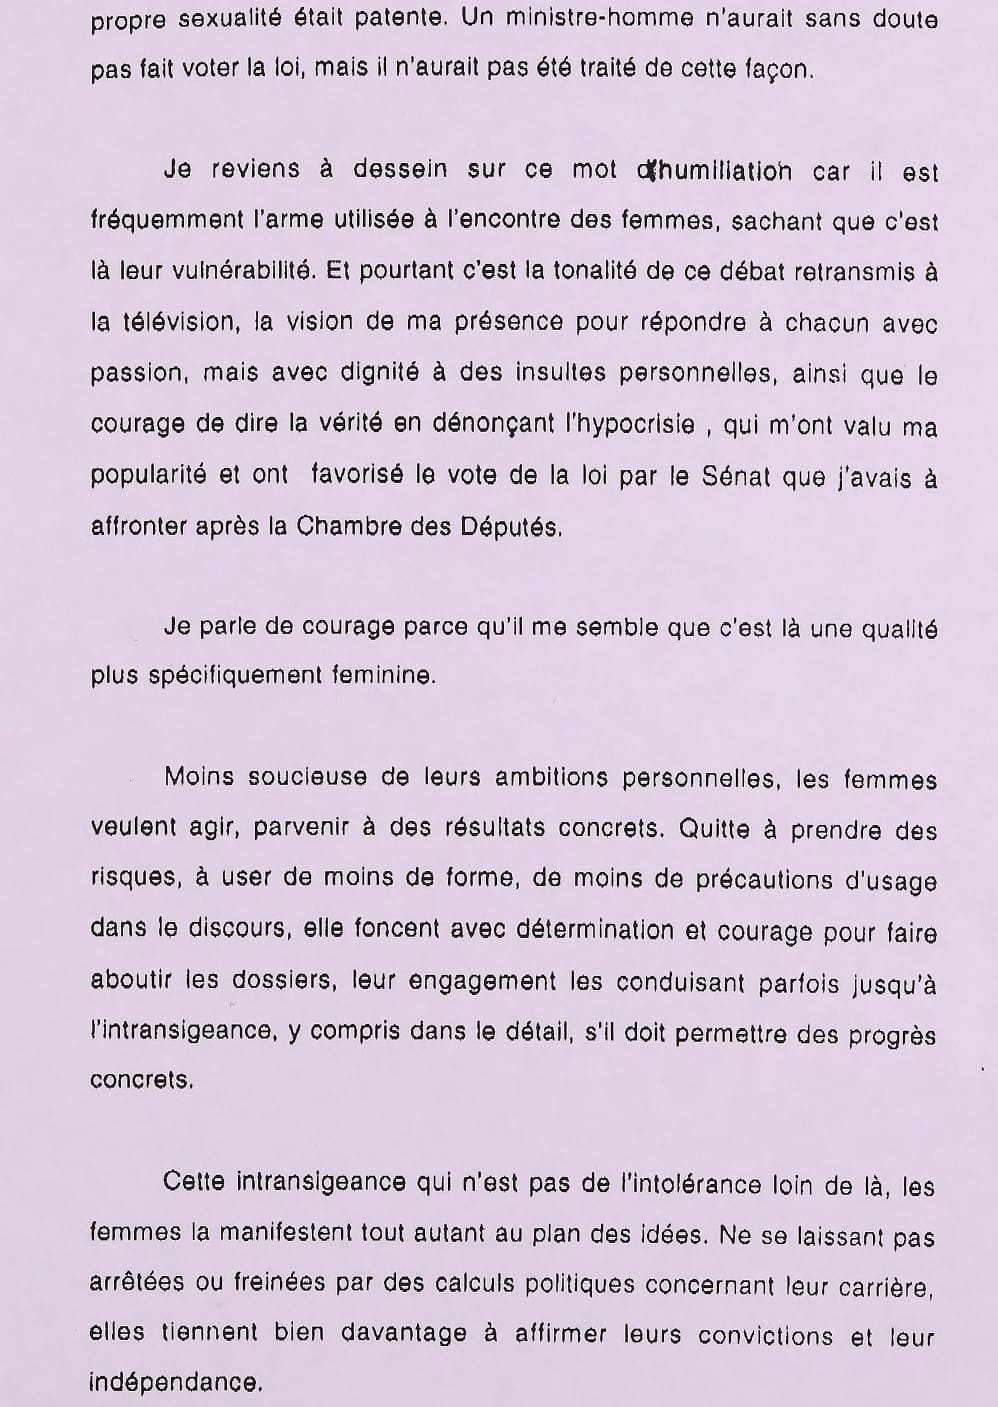 propre sexualité était patente. Un ministre-homme n'aurait sans doute
pas fait voter la loi, mais il n'aurait pas été traité de cette façon.
Je reviens à dessein sur ce mot d'humiliation car il est
fréquemment l'arme utilisée à l'encontre des femmes, sachant que c'est
là leur vulnérabilité. Et pourtant c'est la tonalité de ce débat retransmis à
la télévision, la vision de ma présence pour répondre à chacun avec
passion, mais avec dignité à des insultes personnelles, ainsi que le
courage de dire la vérité en dénonçant l'hypocrisie , qui m'ont valu ma
popularité et ont favorisé le vote de la loi par le Sénat que j'avais à
affronter après la Chambre des Députés.
Je parle de courage parce qu'il me semble que c'est là une qualité
plus spécifiquement feminine.
Moins soucieuse de leurs ambitions personnelles, les femmes
veulent agir, parvenir à des résultats concrets. Quitte à prendre des
risques, à user de moins de forme, de moins de précautions d'usage
dans le discours, elle foncent avec détermination et courage pour faire
aboutir les dossiers, leur engagement les conduisant parfois jusqu'à
l'intransigeance, y compris dans le détail, s'il doit permettre des progrès
concrets.
Cette intransigeance qui n'est pas de l'intolérance loin de là, les
femmes la manifestent tout autant au plan des idées. Ne se laissant pas
arrêtées ou freinées par des calculs politiques concernant leur carrière,
elles tiennent bien davantage à affirmer leurs convictions et leur
indépendance.